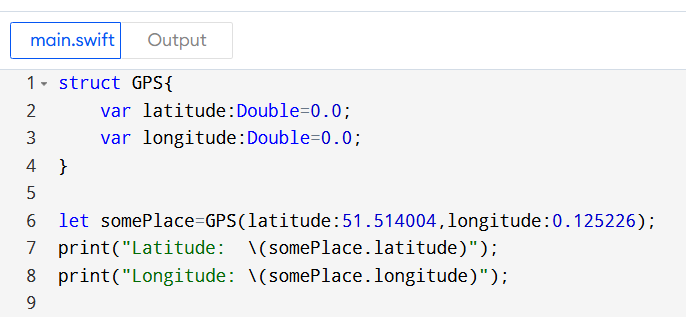 main.swift Output
1 struct GPS{
2     var latitude:Double=0.0;
3     var longitude:Double=0.0;
4 }
5
6 let somePlace=GPS(latitude:51.514004,longitude:0.125226);
7 print("Latitude:  \(somePlace.latitude)");
8 print("Longitude: \(somePlace.longitude)");
9